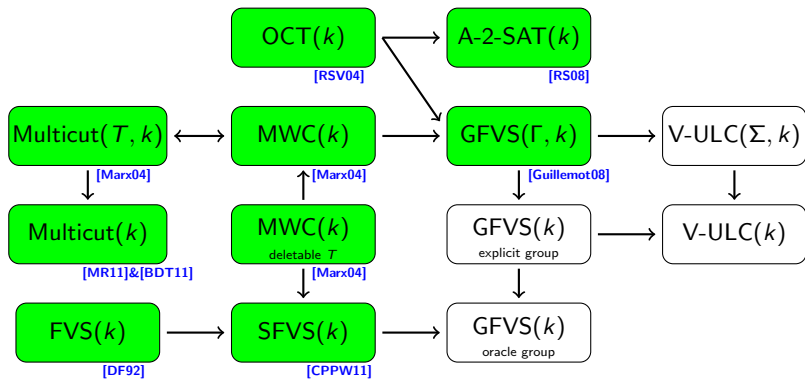 OCT(k) A-2-SAT(k)
[RSV04] [RS08]
Multicut(T, k) MWC(k) GFVS(Γ, k) V-ULC(Σ, k)
[Marx04] [Marx04] [Guillemot08]
Multicut(k) MWC(k) GFVS(k) V-ULC(k)
deletable T explicit group
[MR11]&[BDT11] [Marx04]
FVS(k) SFVS(k) GFVS(k)
oracle group
[DF92] [CPPW11]